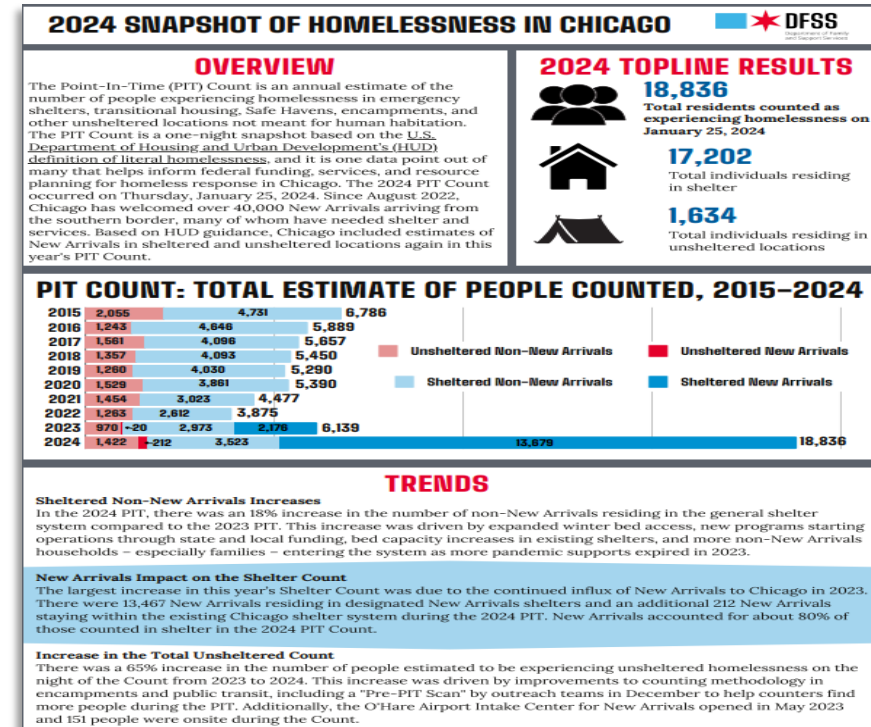 2024 SNAPSHOT OF HOMELESSNESS IN CHICAGO
DFSS
Department of Family
and Support Services
OVERVIEW
The Point-In-Time (PIT) Count is an annual estimate of the
number of people experiencing homelessness in emergency
shelters, transitional housing, Safe Havens, encampments, and
other unsheltered locations not meant for human habitation.
The PIT Count is a one-night snapshot based on the U.S.
Department of Housing and Urban Development's (HUD)
definition of literal homelessness, and it is one data point out of
many that helps inform federal funding, services, and resource
planning for homeless response in Chicago. The 2024 PIT Count
occurred on Thursday, January 25, 2024. Since August 2022,
Chicago has welcomed over 40,000 New Arrivals arriving from
the southern border, many of whom have needed shelter and
services. Based on HUD guidance, Chicago included estimates of
New Arrivals in sheltered and unsheltered locations again in this
year's PIT Count.
2024 TOPLINE RESULTS
18,836
Total residents counted as
experiencing homelessness on
January 25, 2024
17,202
Total individuals residing
in shelter
1,634
Total individuals residing in
unsheltered locations
PIT COUNT: TOTAL ESTIMATE OF PEOPLE COUNTED, 2015–2024
2015 2,055 4,731 6,786
2016 1,243 4,646 5,889
2017 1,561 4,096 5,657
2018 1,357 4,093 5,450
2019 1,260 4,030 5,290
2020 1,529 3,861 5,390
2021 1,454 3,023 4,477
2022 1,263 2,612 3,875
2023 970 20 2,973 2,176 6,139
2024 1,422 212 3,523 13,679 18,836
Unsheltered Non-New Arrivals
Unsheltered New Arrivals
Sheltered Non-New Arrivals
Sheltered New Arrivals
TRENDS
Sheltered Non-New Arrivals Increases
In the 2024 PIT, there was an 18% increase in the number of non-New Arrivals residing in the general shelter
system compared to the 2023 PIT. This increase was driven by expanded winter bed access, new programs starting
operations through state and local funding, bed capacity increases in existing shelters, and more non-New Arrivals
households – especially families – entering the system as more pandemic supports expired in 2023.
New Arrivals Impact on the Shelter Count
The largest increase in this year's Shelter Count was due to the continued influx of New Arrivals to Chicago in 2023.
There were 13,467 New Arrivals residing in designated New Arrivals shelters and an additional 212 New Arrivals
staying within the existing Chicago shelter system during the 2024 PIT. New Arrivals accounted for about 80% of
those counted in shelter in the 2024 PIT Count.
Increase in the Total Unsheltered Count
There was a 65% increase in the number of people estimated to be experiencing unsheltered homelessness on the
night of the Count from 2023 to 2024. This increase was driven by improvements to counting methodology in
encampments and public transit, including a "Pre-PIT Scan" by outreach teams in December to help counters find
more people during the PIT. Additionally, the O'Hare Airport Intake Center for New Arrivals opened in May 2023
and 151 people were onsite during the Count.